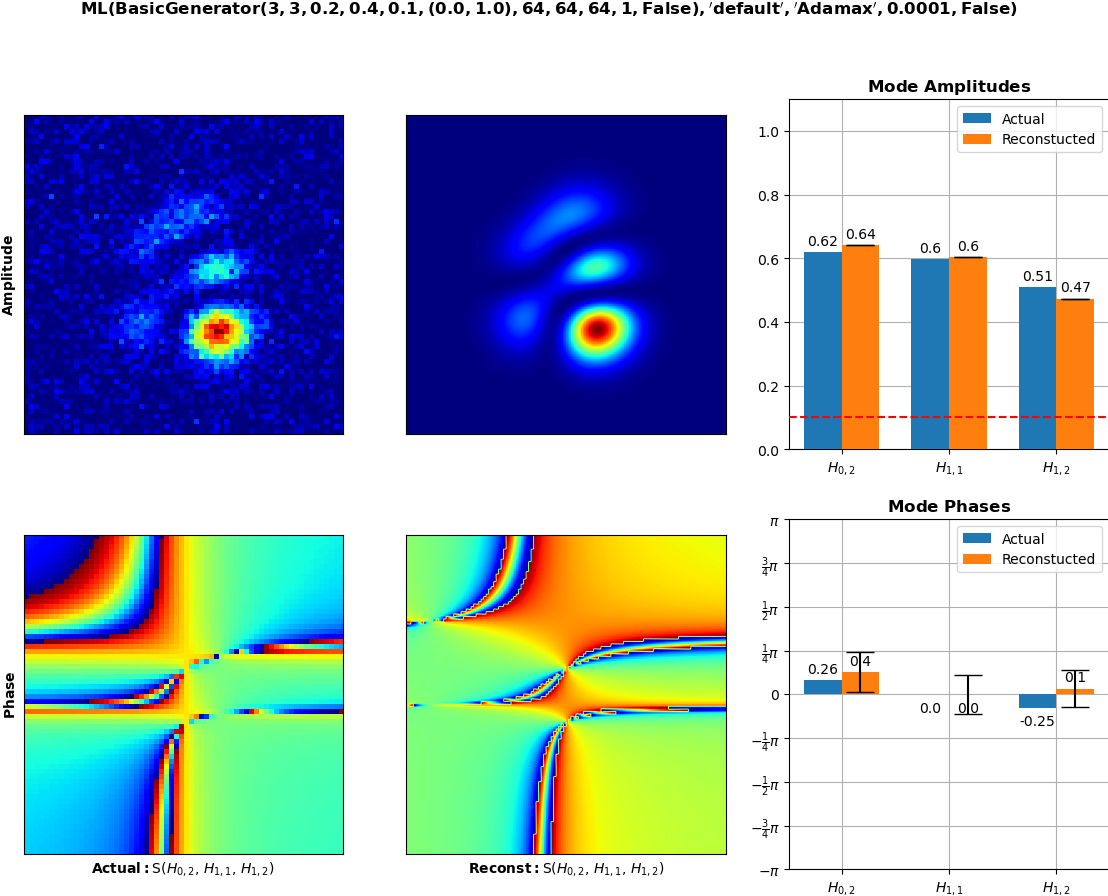 ML(BasicGenerator(3, 3, 0.2, 0.4, 0.1, (0.0, 1.0), 64, 64, 64, 1, False), 'default', 'Adamax', 0.0001, False)
Amplitude
Mode Amplitudes
Actual
Reconstucted
1.0
0.8
0.6
0.4
0.2
0.0
0.62 0.64
0.6 0.6
0.51 0.47
H0,2 H1,1 H1,2
Phase
Actual: S(H0,2, H1,1, H1,2)
Reconst: S(H0,2, H1,1, H1,2)
Mode Phases
Actual
Reconstucted
π
3/4π
1/2π
1/4π
0
−1/4π
−1/2π
−3/4π
−π
0.26 0.4
0.0 0.0
-0.25 0.1
H0,2 H1,1 H1,2